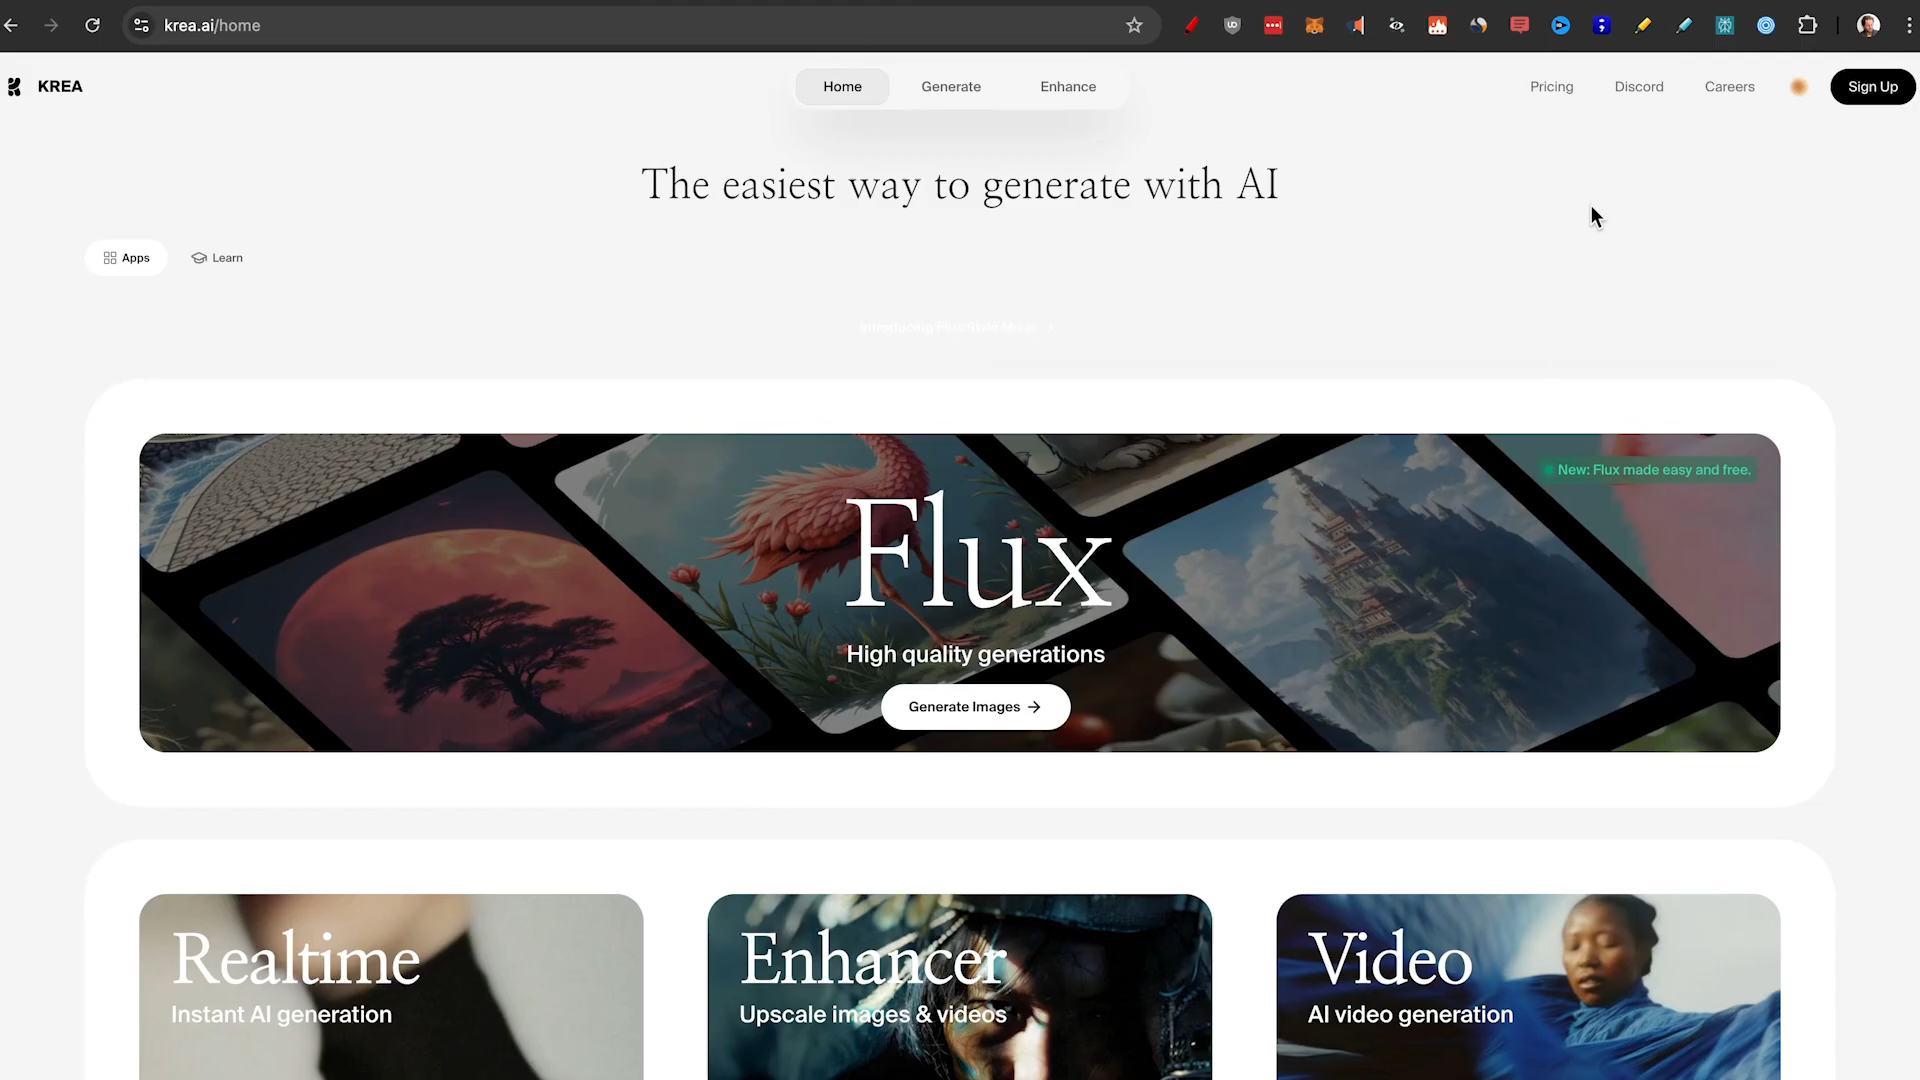 krea.ai/home
KREA
Home
Generate
Enhance
Pricing
Discord
Careers
Sign Up
The easiest way to generate with AI
Apps
Learn
Introducing Flux
New: Flux made easy and free.
Flux
High quality generations
Generate Images →
Realtime
Instant AI generation
Enhancer
Upscale images & videos
Video
AI video generation